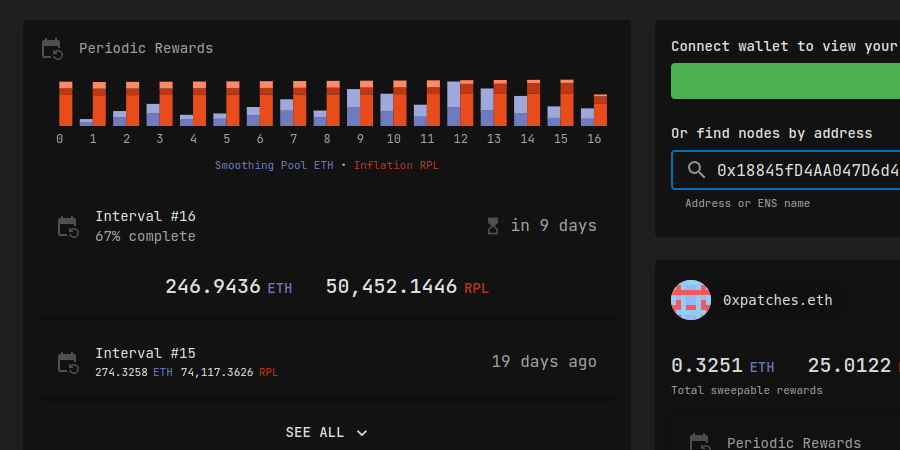 Periodic Rewards
0 1 2 3 4 5 6 7 8 9 10 11 12 13 14 15 16
Smoothing Pool ETH • Inflation RPL
Interval #16
67% complete
in 9 days
246.9436 ETH 50,452.1446 RPL
Interval #15
274.3258 ETH 74,117.3626 RPL
19 days ago
SEE ALL
Connect wallet to view your
Or find nodes by address
0x18845fD4AA047D6d4
Address or ENS name
0xpatches.eth
0.3251 ETH 25.0122
Total sweepable rewards
Periodic Rewards